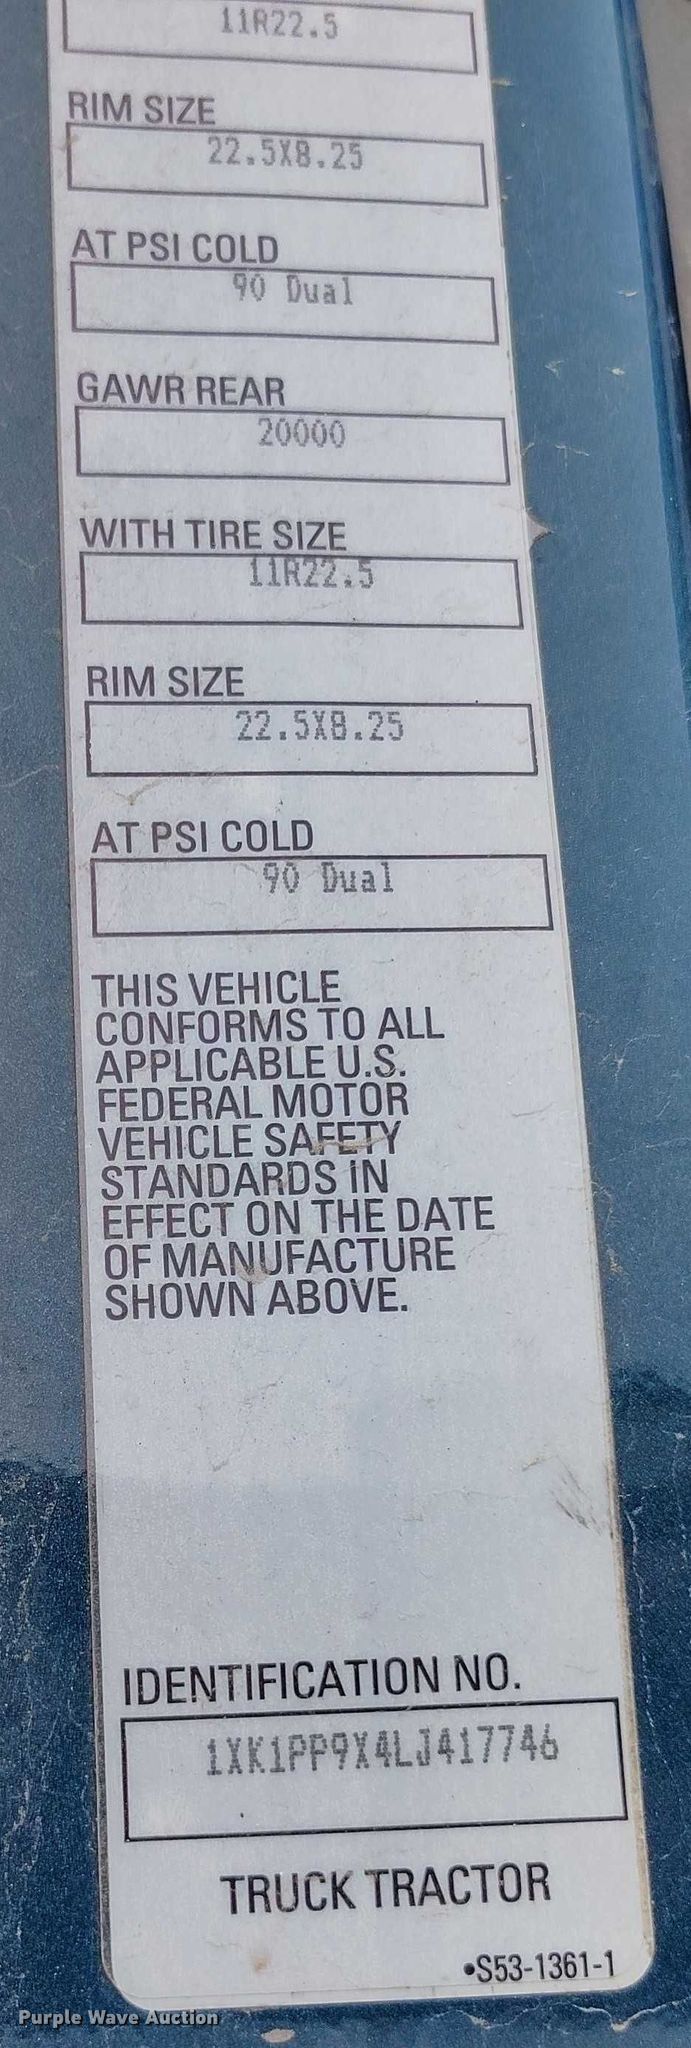 11R22.5
RIM SIZE
22.5X8.25
AT PSI COLD
90 Dual
GAWR REAR
20000
WITH TIRE SIZE
11R22.5
RIM SIZE
22.5X8.25
AT PSI COLD
90 Dual
THIS VEHICLE
CONFORMS TO ALL
APPLICABLE U.S.
FEDERAL MOTOR
VEHICLE SAFETY
STANDARDS IN
EFFECT ON THE DATE
OF MANUFACTURE
SHOWN ABOVE.
IDENTIFICATION NO.
1XK1PP9X4LJ417746
TRUCK TRACTOR
•S53-1361-1
Purple Wave Auction